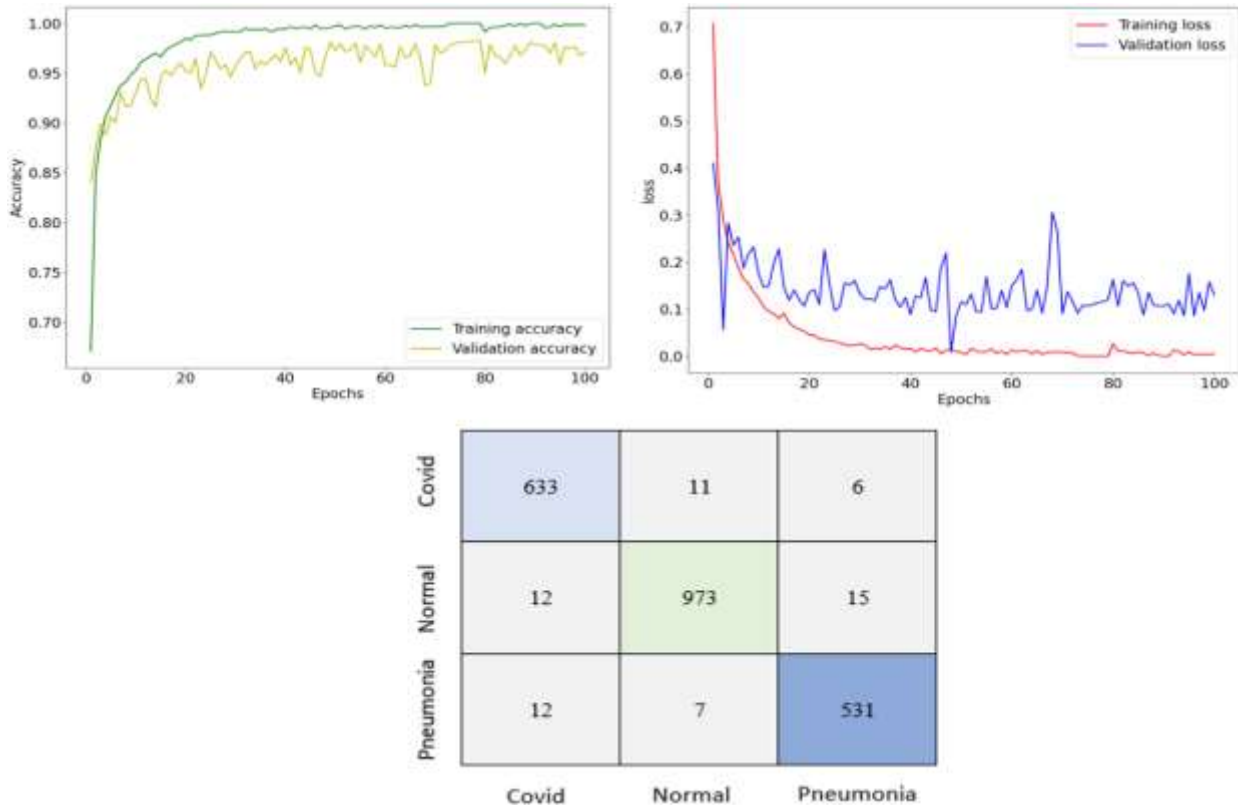 1.00
0.95
0.90
0.85
0.80
0.75
0.70
Accuracy
Training accuracy
Validation accuracy
0 20 40 60 80 100
Epochs
0.7
0.6
0.5
0.4
0.3
0.2
0.1
0.0
loss
Training loss
Validation loss
0 20 40 60 80 100
Epochs
Covid 633 11 6
Normal 12 973 15
Pneumonia 12 7 531
Covid Normal Pneumonia